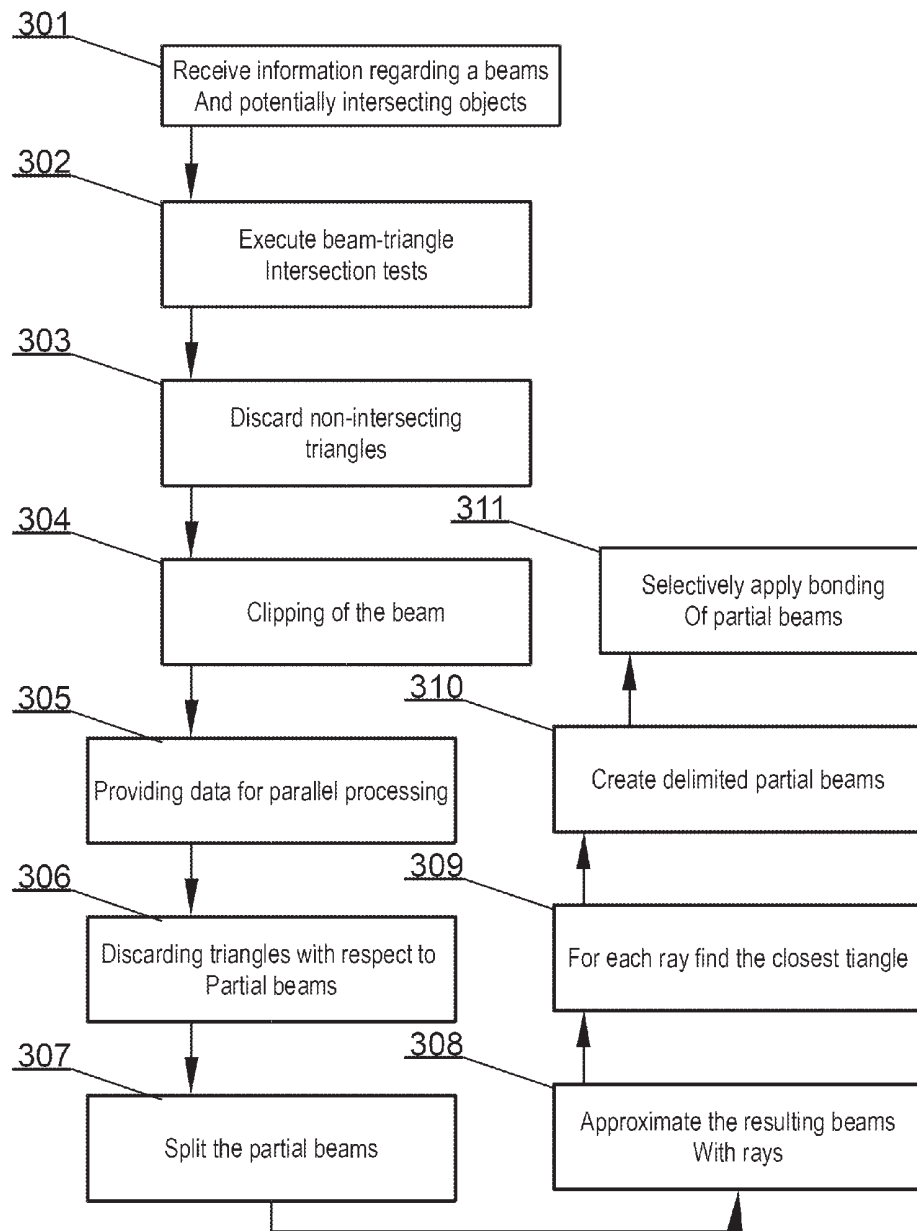 301
Receive information regarding a beams
And potentially intersecting objects
302
Execute beam-triangle
Intersection tests
303
Discard non-intersecting
triangles
304
Clipping of the beam
305
Providing data for parallel processing
306
Discarding triangles with respect to
Partial beams
307
Split the partial beams
308
Approximate the resulting beams
With rays
309
For each ray find the closest tiangle
310
Create delimited partial beams
311
Selectively apply bonding
Of partial beams